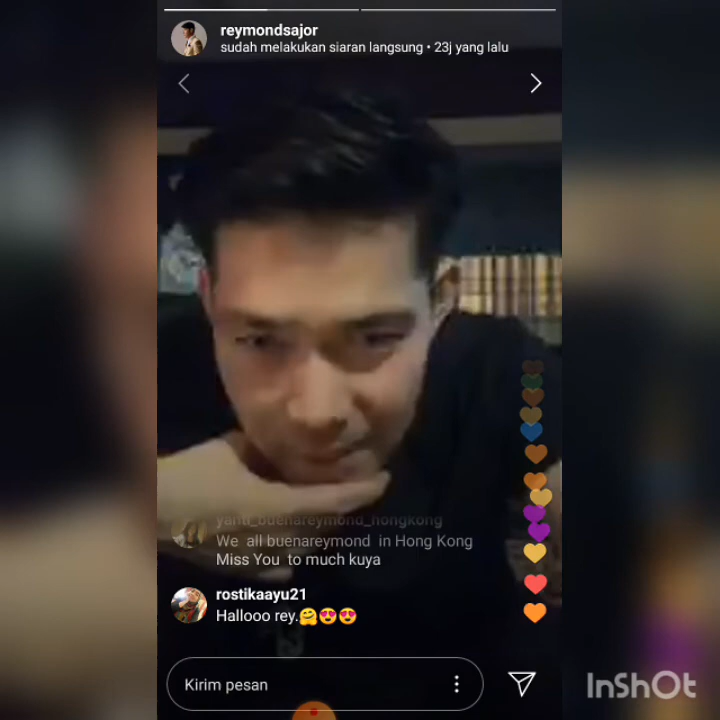 reymondsajor
sudah melakukan siaran langsung • 23j yang lalu
yanti_buenareymond_hongkong
We all buenareymond in Hong Kong
Miss You to much kuya
rostikaayu21
Hallooo rey.🤗😍😍
Kirim pesan
InShOt